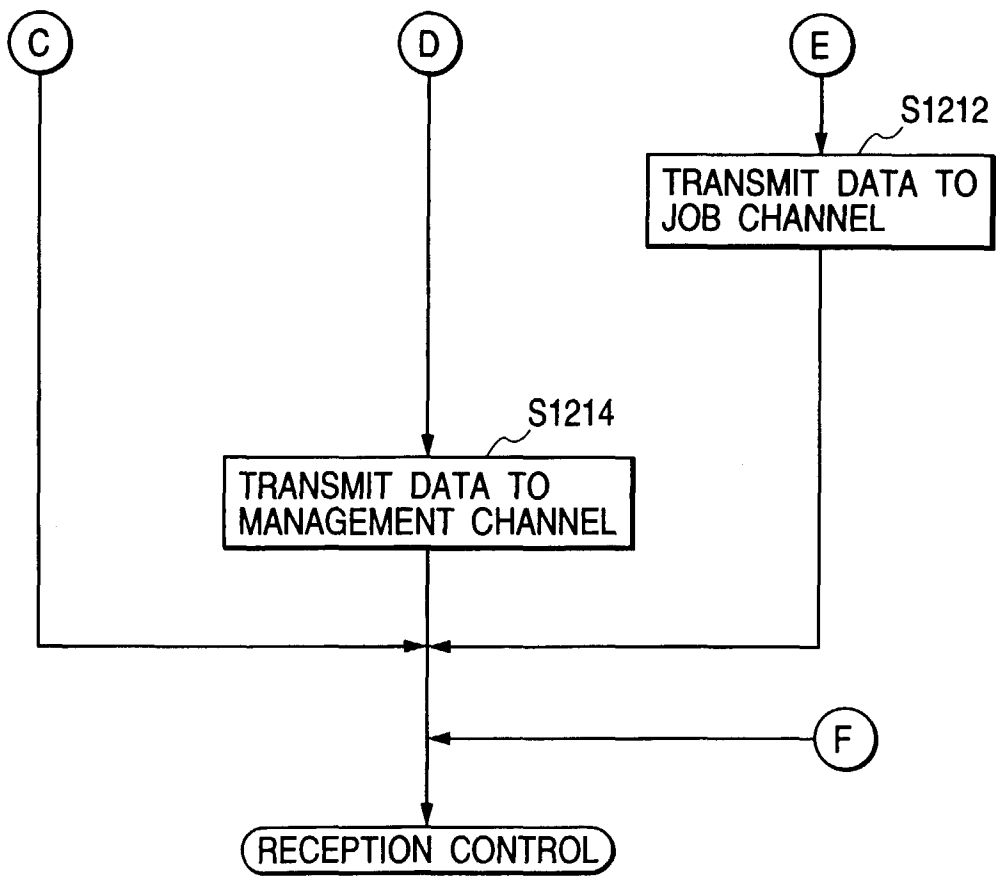 C
D
E
S1212
TRANSMIT DATA TO
JOB CHANNEL
S1214
TRANSMIT DATA TO
MANAGEMENT CHANNEL
F
RECEPTION CONTROL